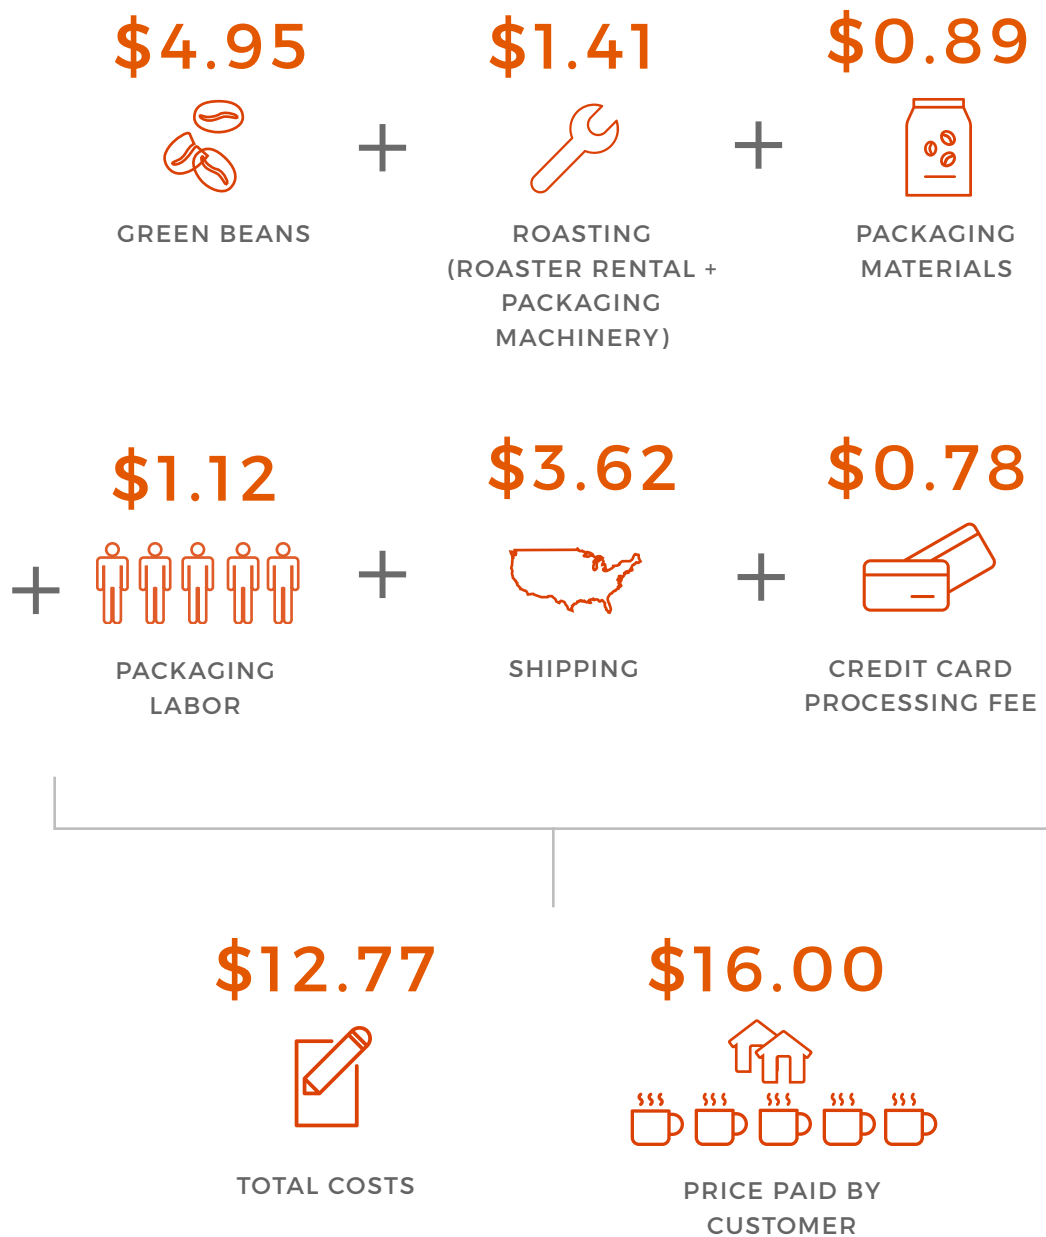 $4.95
GREEN BEANS
+
$1.41
ROASTING
(ROASTER RENTAL +
PACKAGING
MACHINERY)
+
$0.89
PACKAGING
MATERIALS
+
$1.12
PACKAGING
LABOR
+
$3.62
SHIPPING
+
$0.78
CREDIT CARD
PROCESSING FEE
$12.77
TOTAL COSTS
$16.00
PRICE PAID BY
CUSTOMER